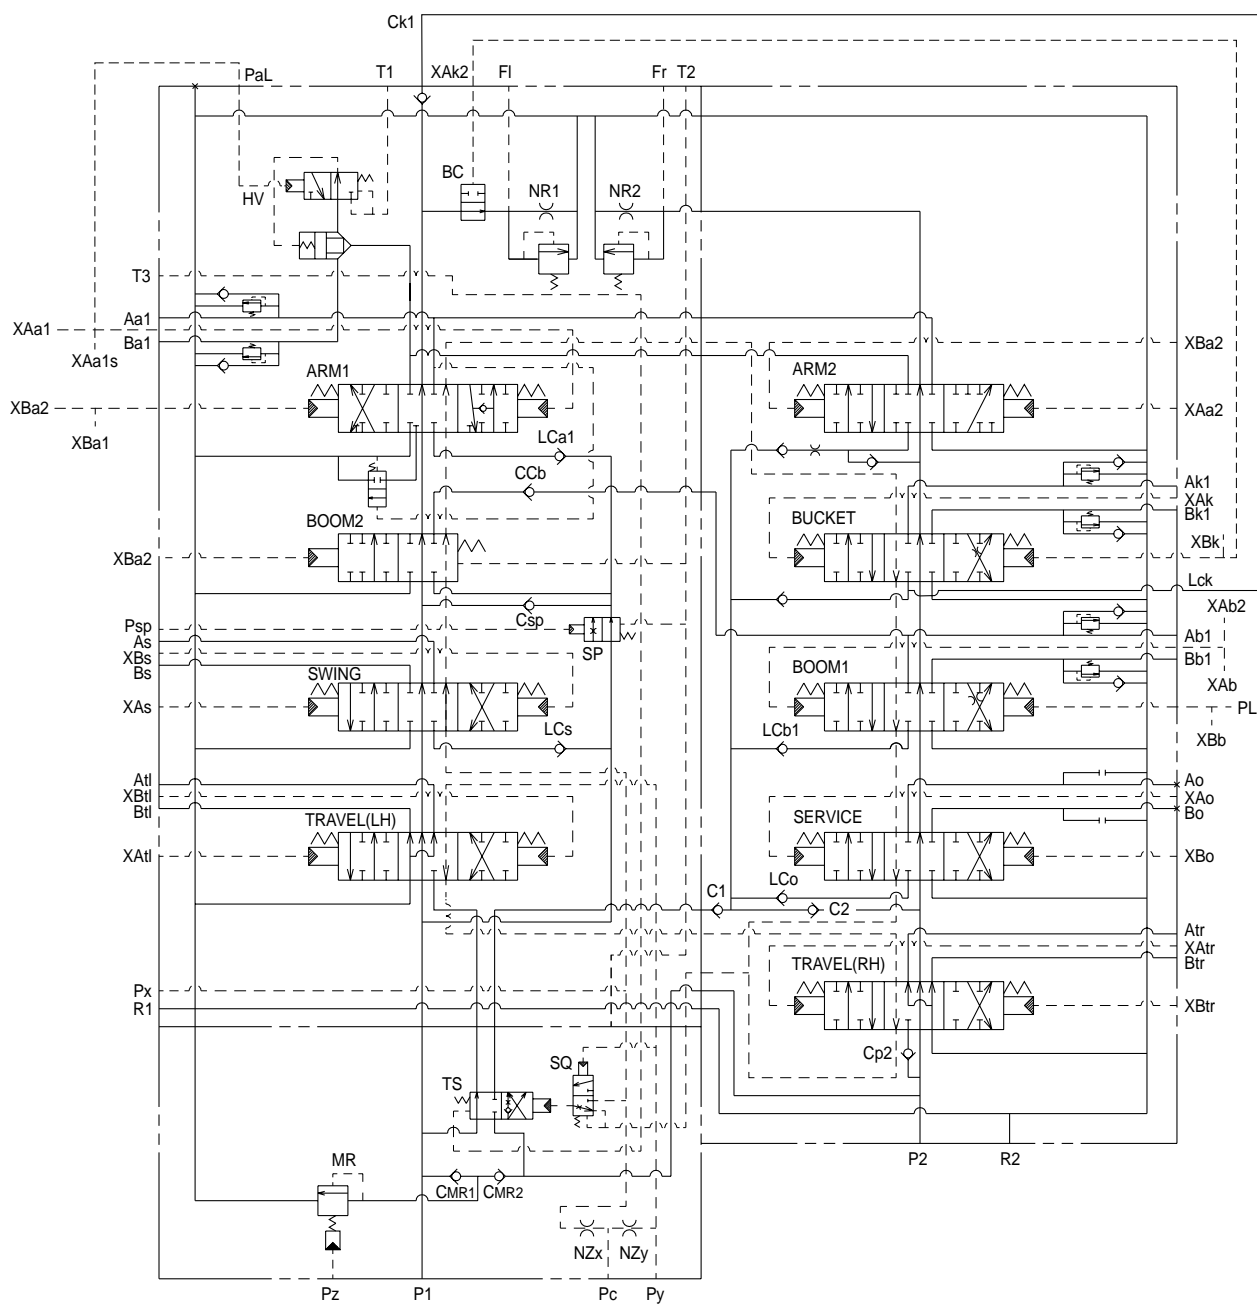 Ck1
PaL
T1
XAk2
Fl
Fr
T2
HV
BC
NR1
NR2
T3
XAa1
Aa1
Ba1
XAa1s
XBa2
ARM1
ARM2
XBa2
XBa1
XAa2
LCa1
CCb
Ak1
XAk
Bk1
BOOM2
BUCKET
XBk
XBa2
Lck
XAb2
Psp
As
XBs
Bs
Csp
SP
Ab1
Bb1
SWING
BOOM1
XAb
XAs
PL
LCs
LCb1
XBb
Atl
XBtl
Btl
Ao
XAo
Bo
TRAVEL(LH)
SERVICE
XAtl
XBo
C1
LCo
C2
Atr
XAtr
Btr
TRAVEL(RH)
Px
R1
XBtr
Cp2
SQ
TS
MR
P2
R2
CMR1
CMR2
NZx
NZy
Pz
P1
Pc
Py